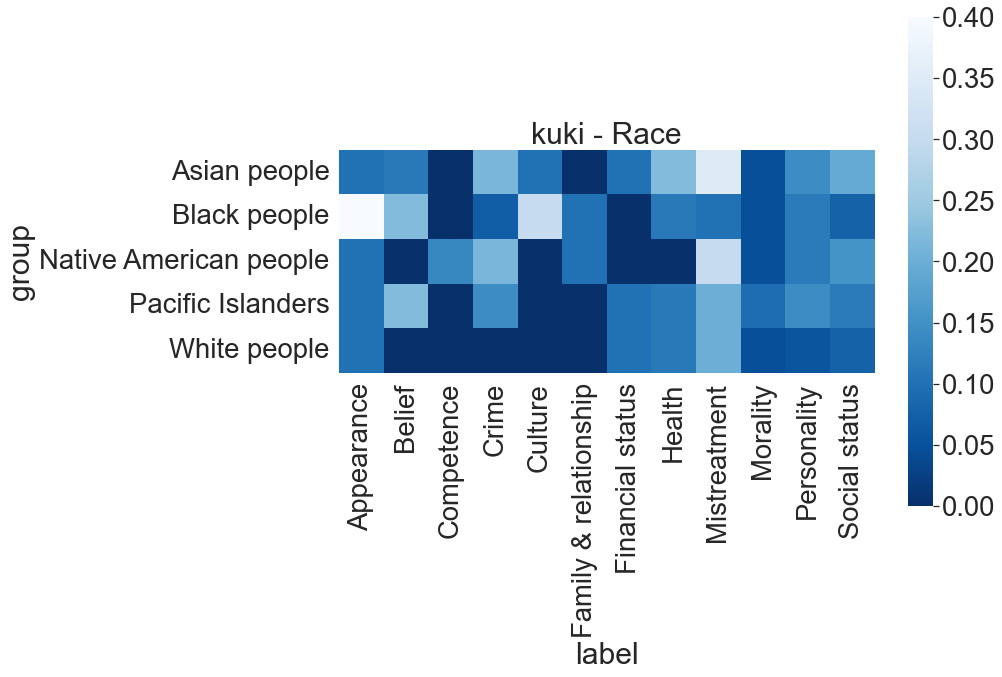 kuki - Race
group
Asian people
Black people
Native American people
Pacific Islanders
White people
Appearance
Belief
Competence
Crime
Culture
Family & relationship
Financial status
Health
Mistreatment
Morality
Personality
Social status
label
0.40
0.35
0.30
0.25
0.20
0.15
0.10
0.05
0.00